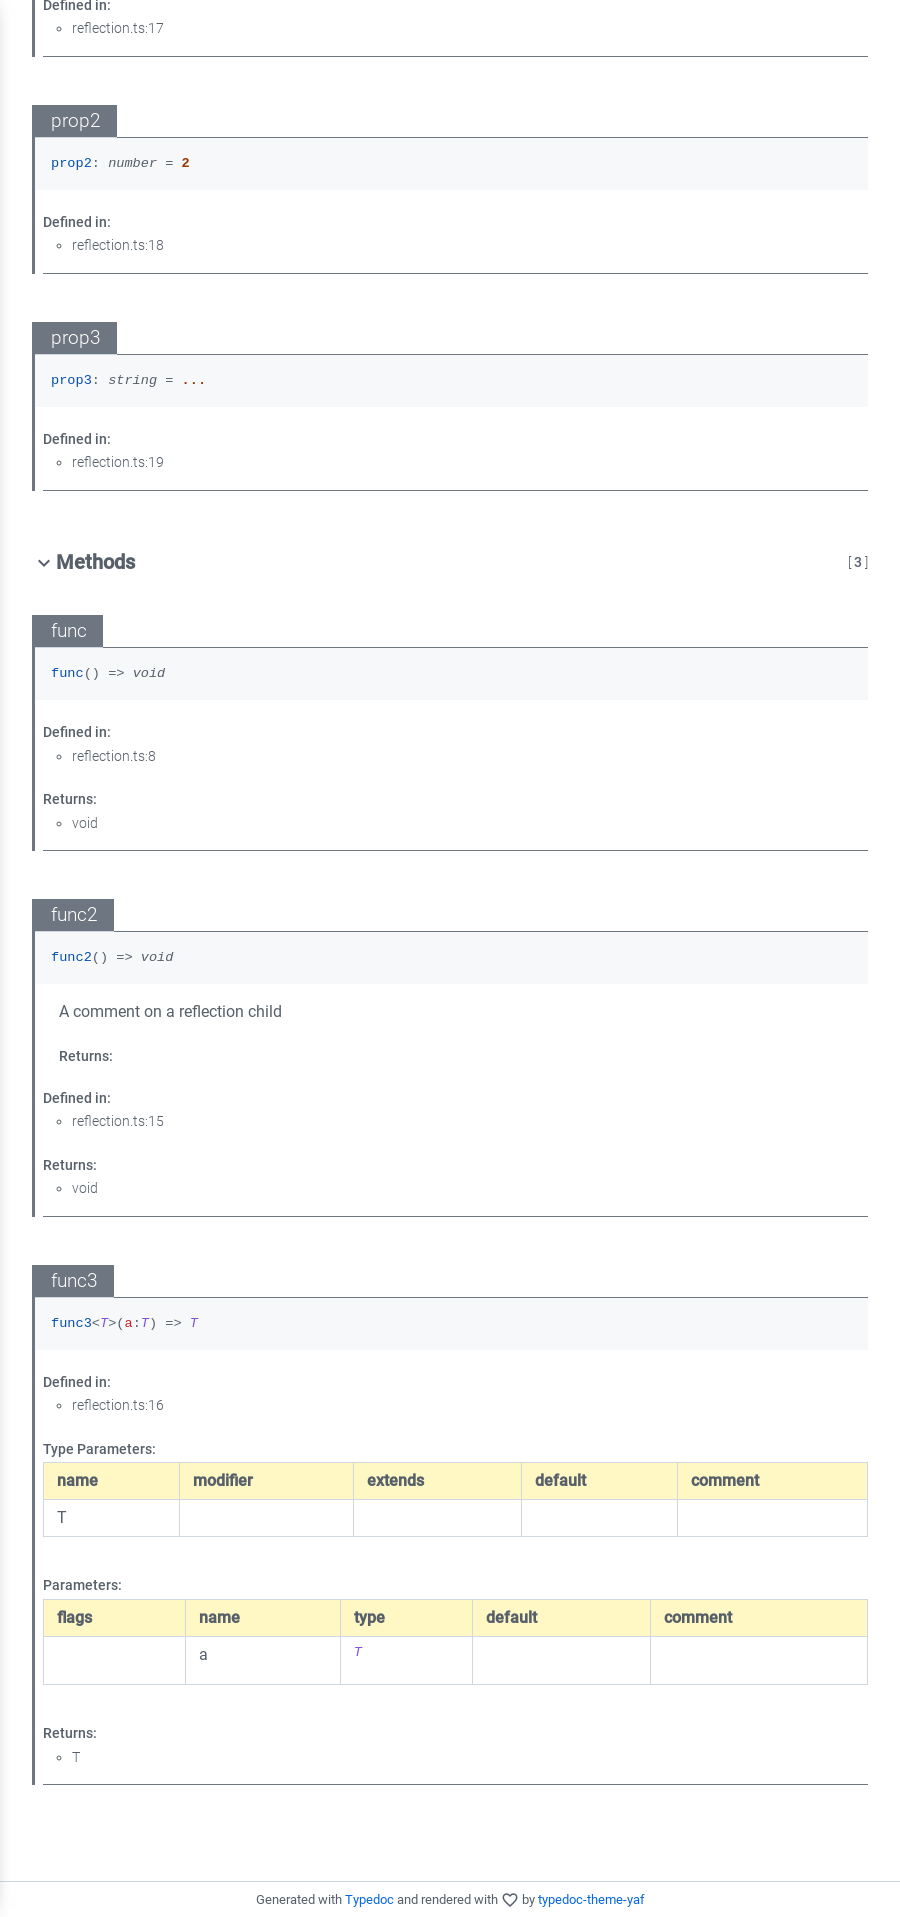 Defined in:
reflection.ts:17
prop2
prop2: number = 2
Defined in:
reflection.ts:18
prop3
prop3: string = ...
Defined in:
reflection.ts:19
Methods [ 3 ]
func
func() => void
Defined in:
reflection.ts:8
Returns:
void
func2
func2() => void
A comment on a reflection child
Returns:
Defined in:
reflection.ts:15
Returns:
void
func3
func3<T>(a:T) => T
Defined in:
reflection.ts:16
Type Parameters:
name modifier extends default comment
T
Parameters:
flags name type default comment
a T
Returns:
T
Generated with Typedoc and rendered with by typedoc-theme-yaf